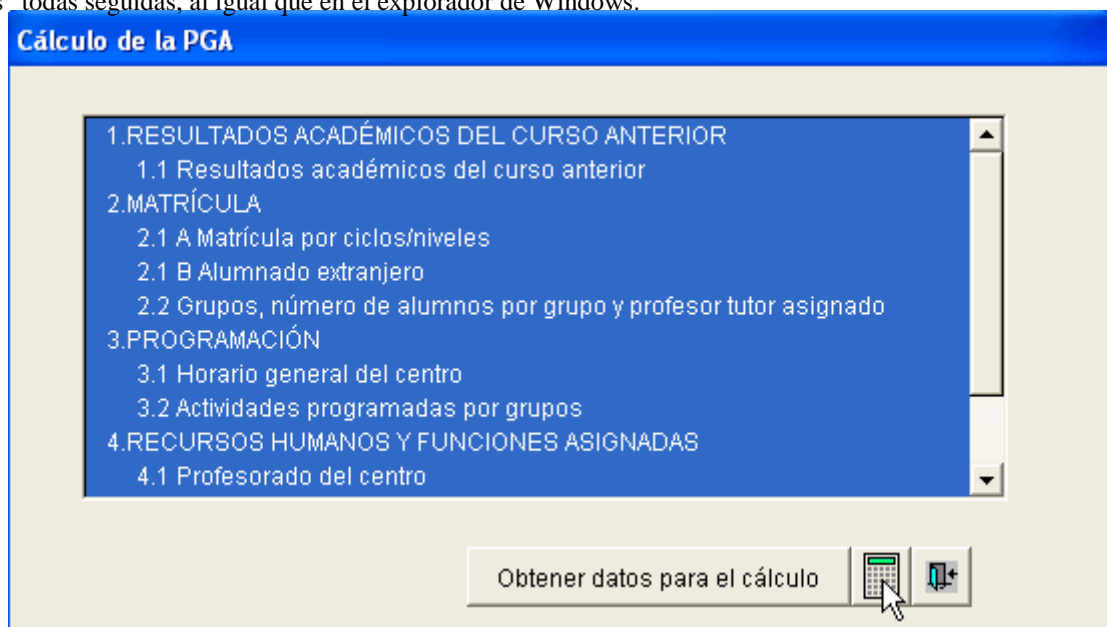 todas seguidas, al igual que en el explorador de Windows.
Cálculo de la PGA
1.RESULTADOS ACADÉMICOS DEL CURSO ANTERIOR
1.1 Resultados académicos del curso anterior
2.MATRÍCULA
2.1 A Matrícula por ciclos/niveles
2.1 B Alumnado extranjero
2.2 Grupos, número de alumnos por grupo y profesor tutor asignado
3.PROGRAMACIÓN
3.1 Horario general del centro
3.2 Actividades programadas por grupos
4.RECURSOS HUMANOS Y FUNCIONES ASIGNADAS
4.1 Profesorado del centro
Obtener datos para el cálculo